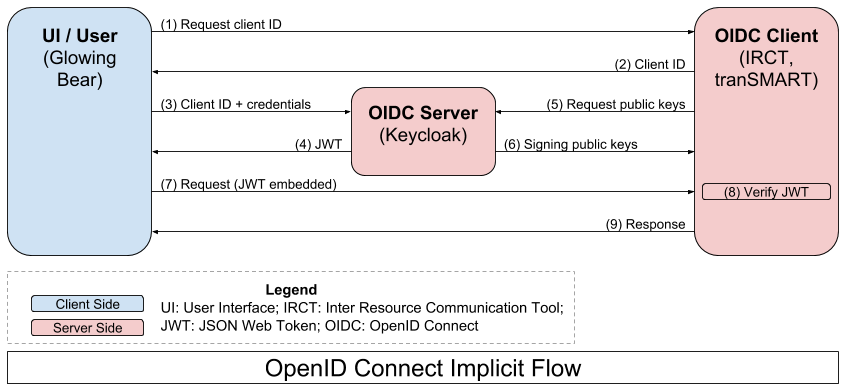 UI / User
(Glowing
Bear)
(1) Request client ID
OIDC Client
(IRCT,
tranSMART)
(2) Client ID
(3) Client ID + credentials
OIDC Server
(Keycloak)
(5) Request public keys
(4) JWT
(6) Signing public keys
(7) Request (JWT embedded)
(8) Verify JWT
(9) Response
Legend
Client Side
UI: User Interface; IRCT: Inter Resource Communication Tool;
Server Side
JWT: JSON Web Token; OIDC: OpenID Connect
OpenID Connect Implicit Flow